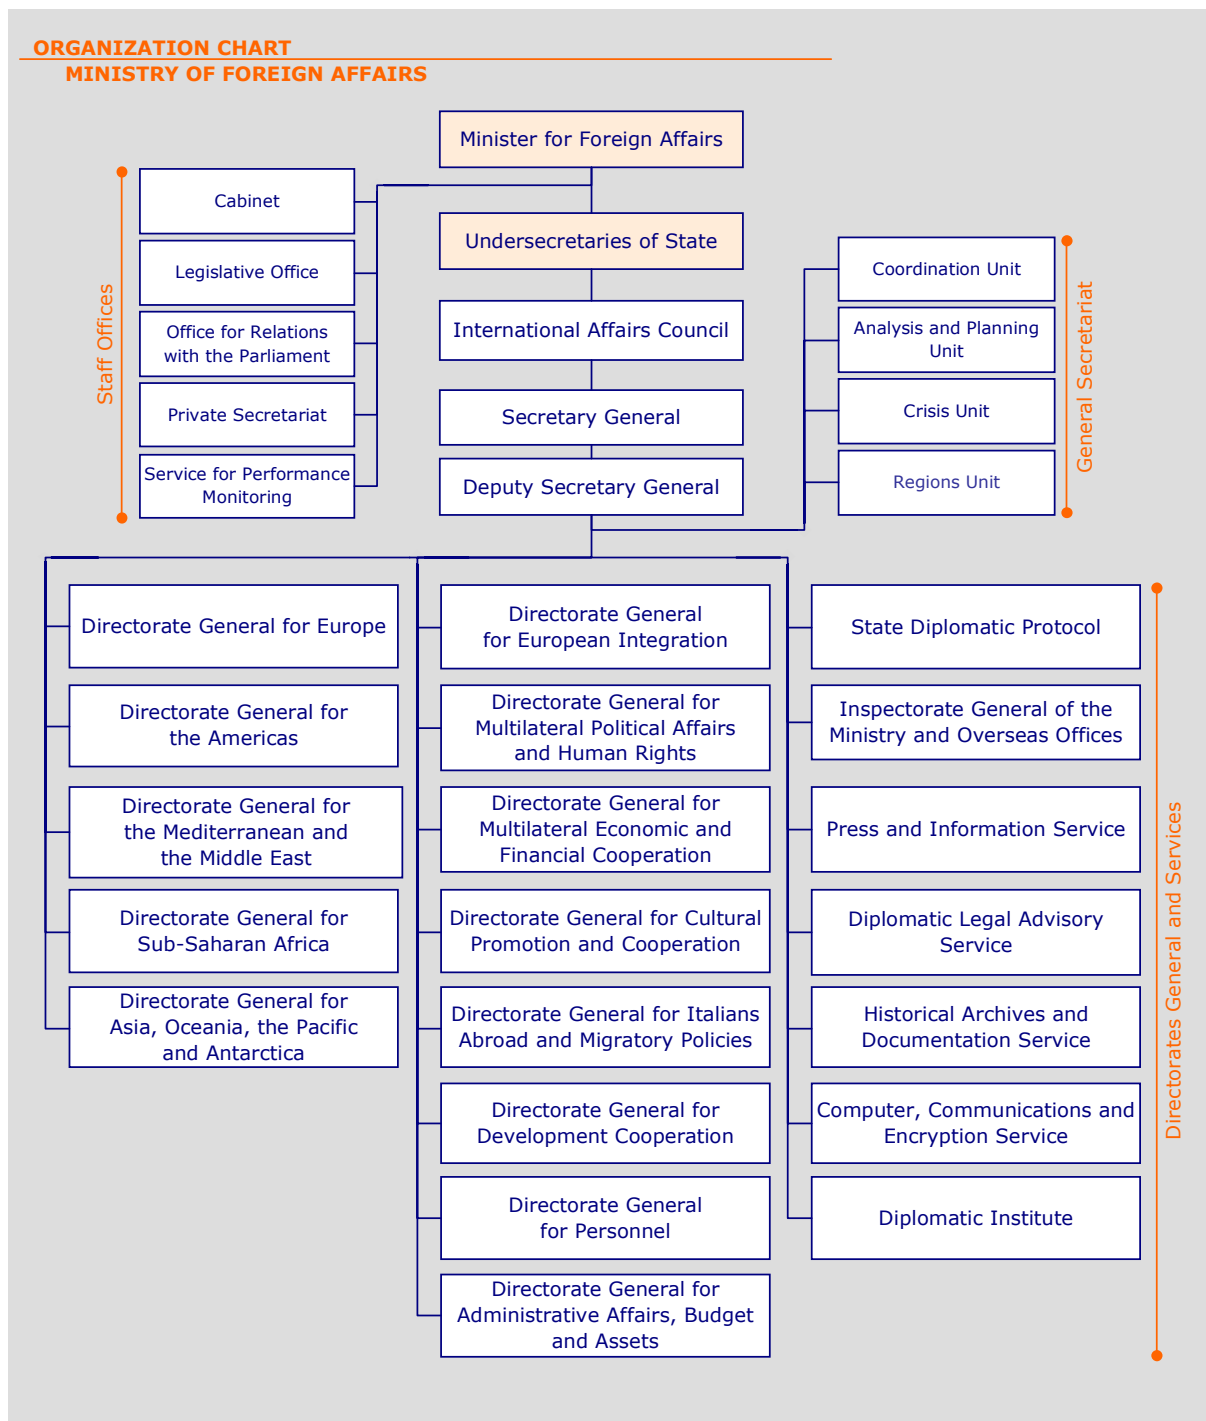 ORGANIZATION CHART
MINISTRY OF FOREIGN AFFAIRS
Minister for Foreign Affairs
Undersecretaries of State
International Affairs Council
Secretary General
Deputy Secretary General
Staff Offices
Cabinet
Legislative Office
Office for Relations
with the Parliament
Private Secretariat
Service for Performance
Monitoring
General Secretariat
Coordination Unit
Analysis and Planning
Unit
Crisis Unit
Regions Unit
Directorate General for Europe
Directorate General for
the Americas
Directorate General for
the Mediterranean and
the Middle East
Directorate General for
Sub-Saharan Africa
Directorate General for
Asia, Oceania, the Pacific
and Antarctica
Directorate General
for European Integration
Directorate General for
Multilateral Political Affairs
and Human Rights
Directorate General for
Multilateral Economic and
Financial Cooperation
Directorate General for Cultural
Promotion and Cooperation
Directorate General for Italians
Abroad and Migratory Policies
Directorate General for
Development Cooperation
Directorate General
for Personnel
Directorate General for
Administrative Affairs, Budget
and Assets
State Diplomatic Protocol
Inspectorate General of the
Ministry and Overseas Offices
Press and Information Service
Diplomatic Legal Advisory
Service
Historical Archives and
Documentation Service
Computer, Communications and
Encryption Service
Diplomatic Institute
Directorates General and Services